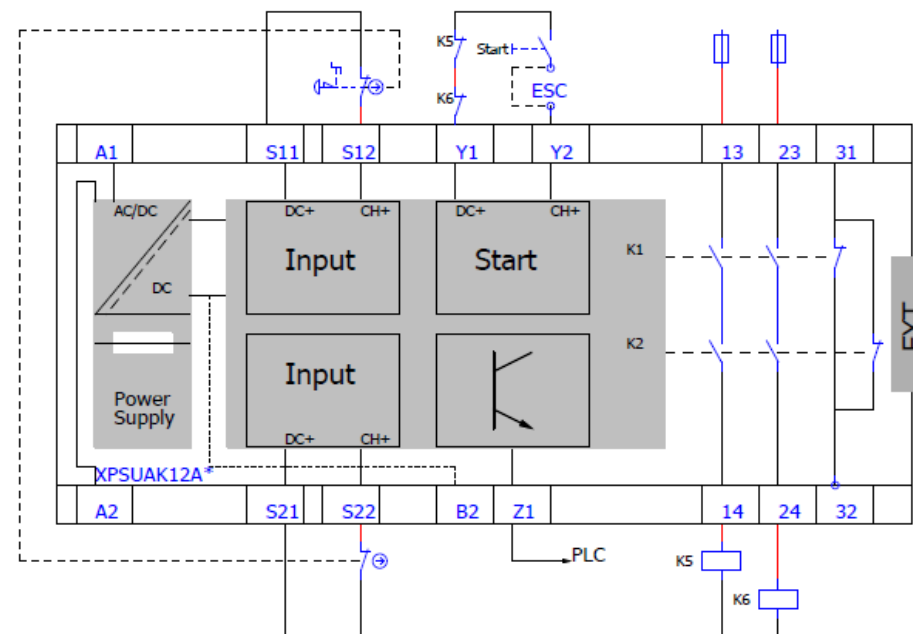 K5
Start
K6
ESC
A1 S11 S12 Y1 Y2 13 23 31
AC/DC
DC
DC+ CH+
Input
DC+ CH+
Start
K1
K2
Input
DC+ CH+
Power
Supply
EXT
XPSUAK12A*
A2 S21 S22 B2 Z1 14 24 32
PLC
K5
K6